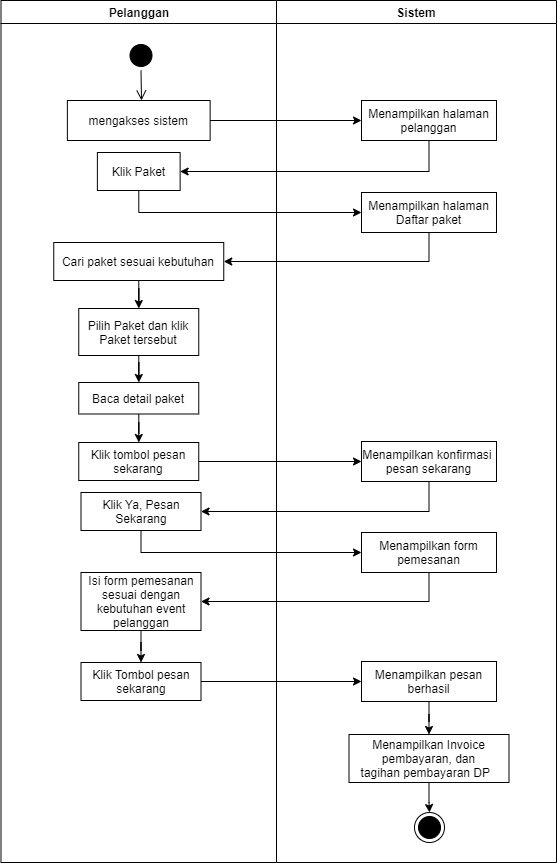 Pelanggan
Sistem
mengakses sistem
Menampilkan halaman
pelanggan
Klik Paket
Menampilkan halaman
Daftar paket
Cari paket sesuai kebutuhan
Pilih Paket dan klik
Paket tersebut
Baca detail paket
Klik tombol pesan
sekarang
Menampilkan konfirmasi
pesan sekarang
Klik Ya, Pesan
Sekarang
Menampilkan form
pemesanan
Isi form pemesanan
sesuai dengan
kebutuhan event
pelanggan
Klik Tombol pesan
sekarang
Menampilkan pesan
berhasil
Menampilkan Invoice
pembayaran, dan
tagihan pembayaran DP